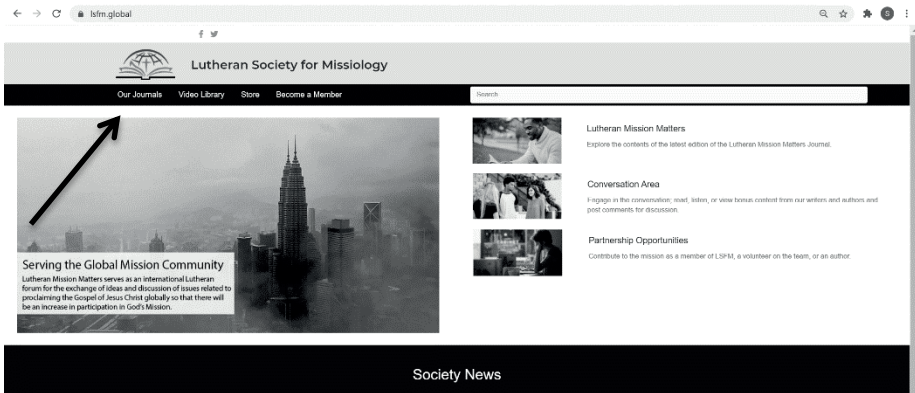 lsfm.global
S
Lutheran Society for Missiology
Our Journals Video Library Store Become a Member
Search
Serving the Global Mission Community
Lutheran Mission Matters serves as an international Lutheran
forum for the exchange of ideas and discussion of issues related to
proclaiming the Gospel of Jesus Christ globally so that there will
be an increase in participation in God's Mission.
Lutheran Mission Matters
Explore the contents of the latest edition of the Lutheran Mission Matters Journal.
Conversation Area
Engage in the conversation; read, listen, or view bonus content from our writers and authors and
post comments for discussion.
Partnership Opportunities
Contribute to the mission as a member of LSFM, a volunteer on the team, or an author.
Society News